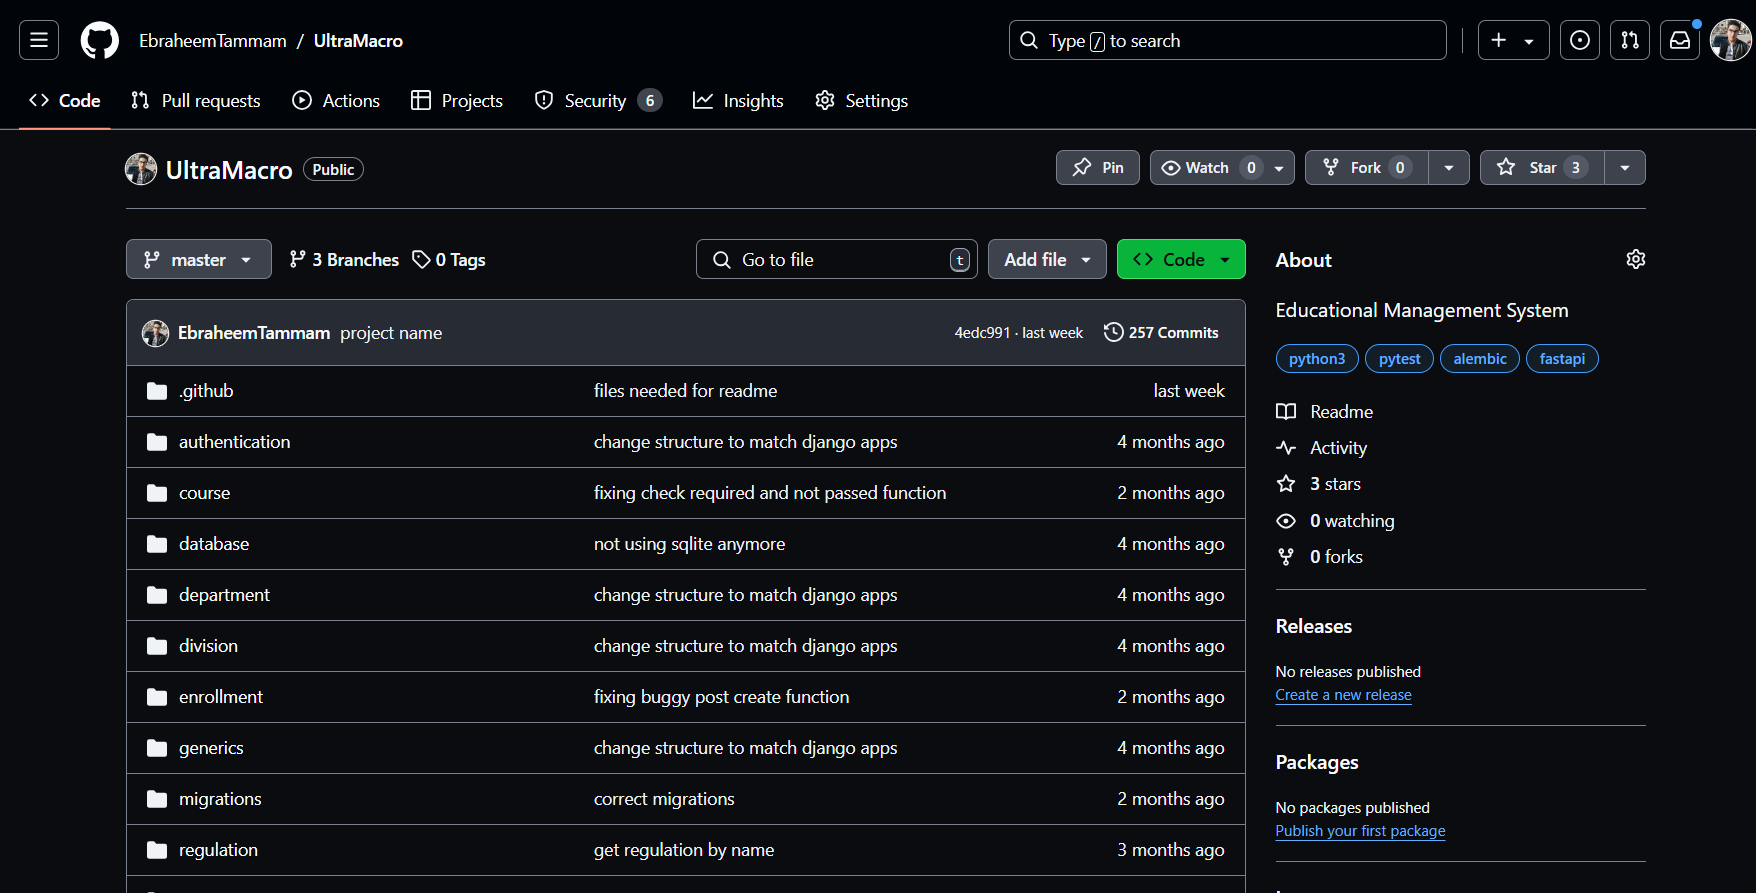 EbraheemTammam / UltraMacro
Type / to search
Code Pull requests Actions Projects Security 6 Insights Settings
UltraMacro Public
Pin Watch 0 Fork 0 Star 3
master 3 Branches 0 Tags Go to file t Add file Code
EbraheemTammam project name 4edc991 · last week 257 Commits
.github files needed for readme last week
authentication change structure to match django apps 4 months ago
course fixing check required and not passed function 2 months ago
database not using sqlite anymore 4 months ago
department change structure to match django apps 4 months ago
division change structure to match django apps 4 months ago
enrollment fixing buggy post create function 2 months ago
generics change structure to match django apps 4 months ago
migrations correct migrations 2 months ago
regulation get regulation by name 3 months ago
About
Educational Management System
python3 pytest alembic fastapi
Readme
Activity
3 stars
0 watching
0 forks
Releases
No releases published
Create a new release
Packages
No packages published
Publish your first package